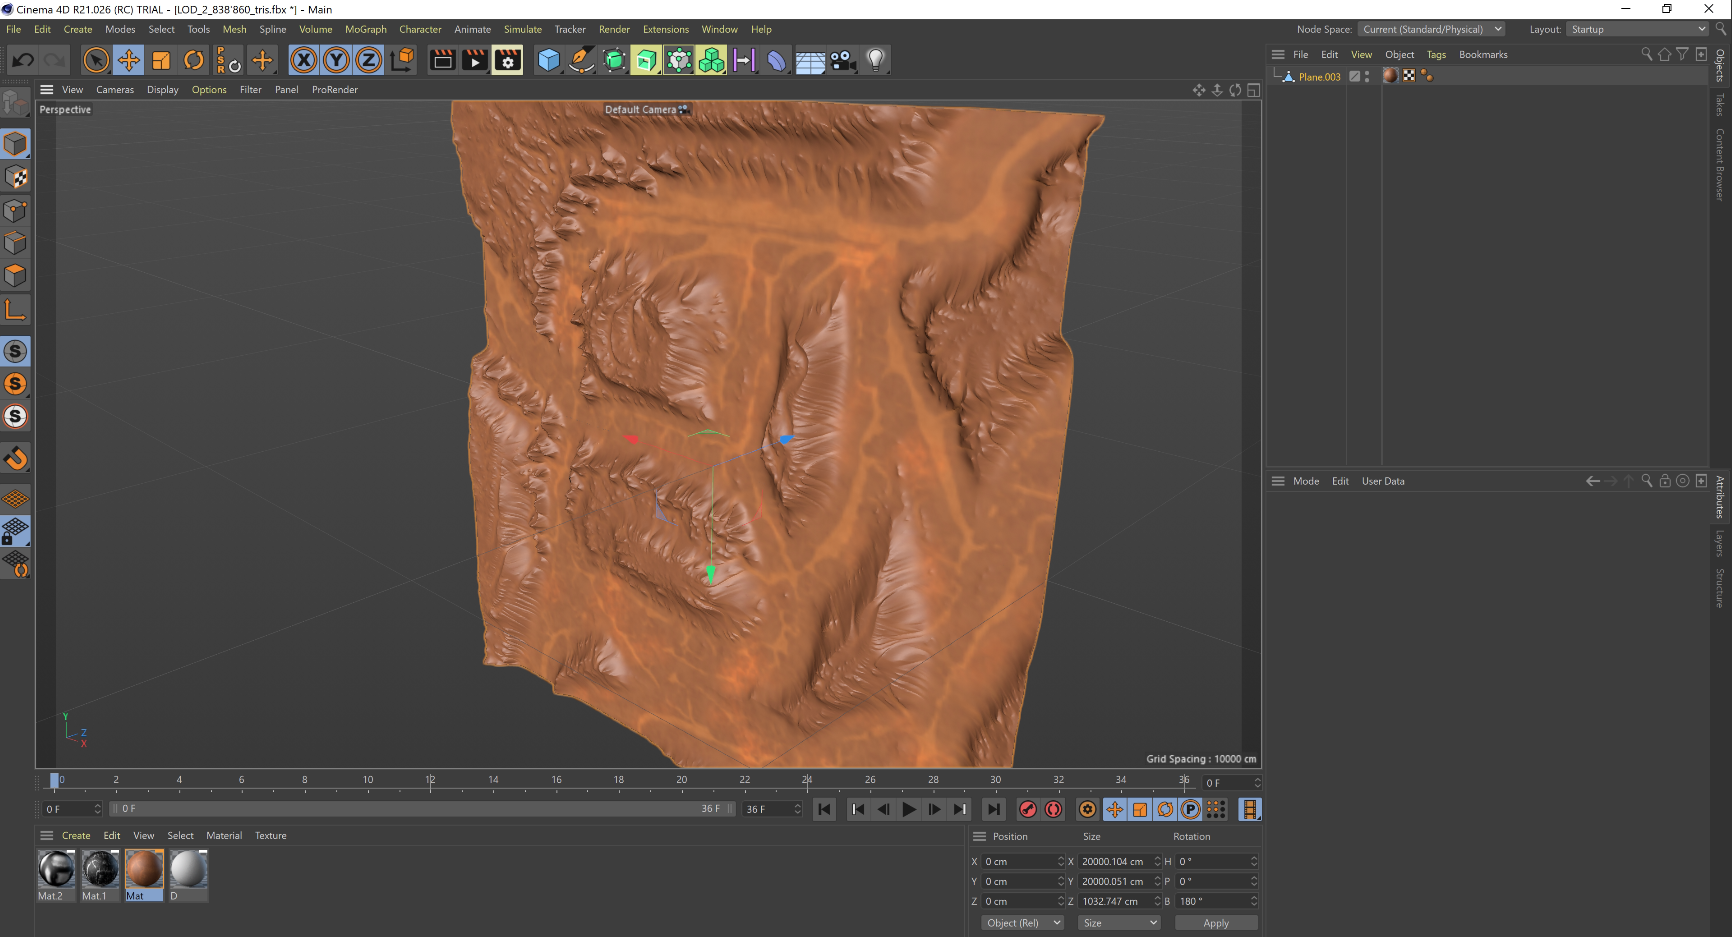 Cinema 4D R21.026 (RC) TRIAL - [LOD_2_838'860_tris.fbx *] - Main
File Edit Create Modes Select Tools Mesh Spline Volume MoGraph Character Animate Simulate Tracker Render Extensions Window Help
Node Space: Current (Standard/Physical) Layout: Startup
X Y Z
P S R
File Edit View Object Tags Bookmarks
Plane.003
Objects
Takes
Content Browser
View Cameras Display Options Filter Panel ProRender
Perspective
Default Camera
S
S
S
Mode Edit User Data
Attributes
Layers
Structure
Y
Z
X
Grid Spacing : 10000 cm
0 2 4 6 8 10 12 14 16 18 20 22 24 26 28 30 32 34 36 0 F
0 F 0 F 36 F 36 F P
Create Edit View Select Material Texture
Mat.2 Mat.1 Mat D
Position Size Rotation
X 0 cm X 20000.104 cm H 0 °
Y 0 cm Y 20000.051 cm P 0 °
Z 0 cm Z 1032.747 cm B 180 °
Object (Rel) Size Apply